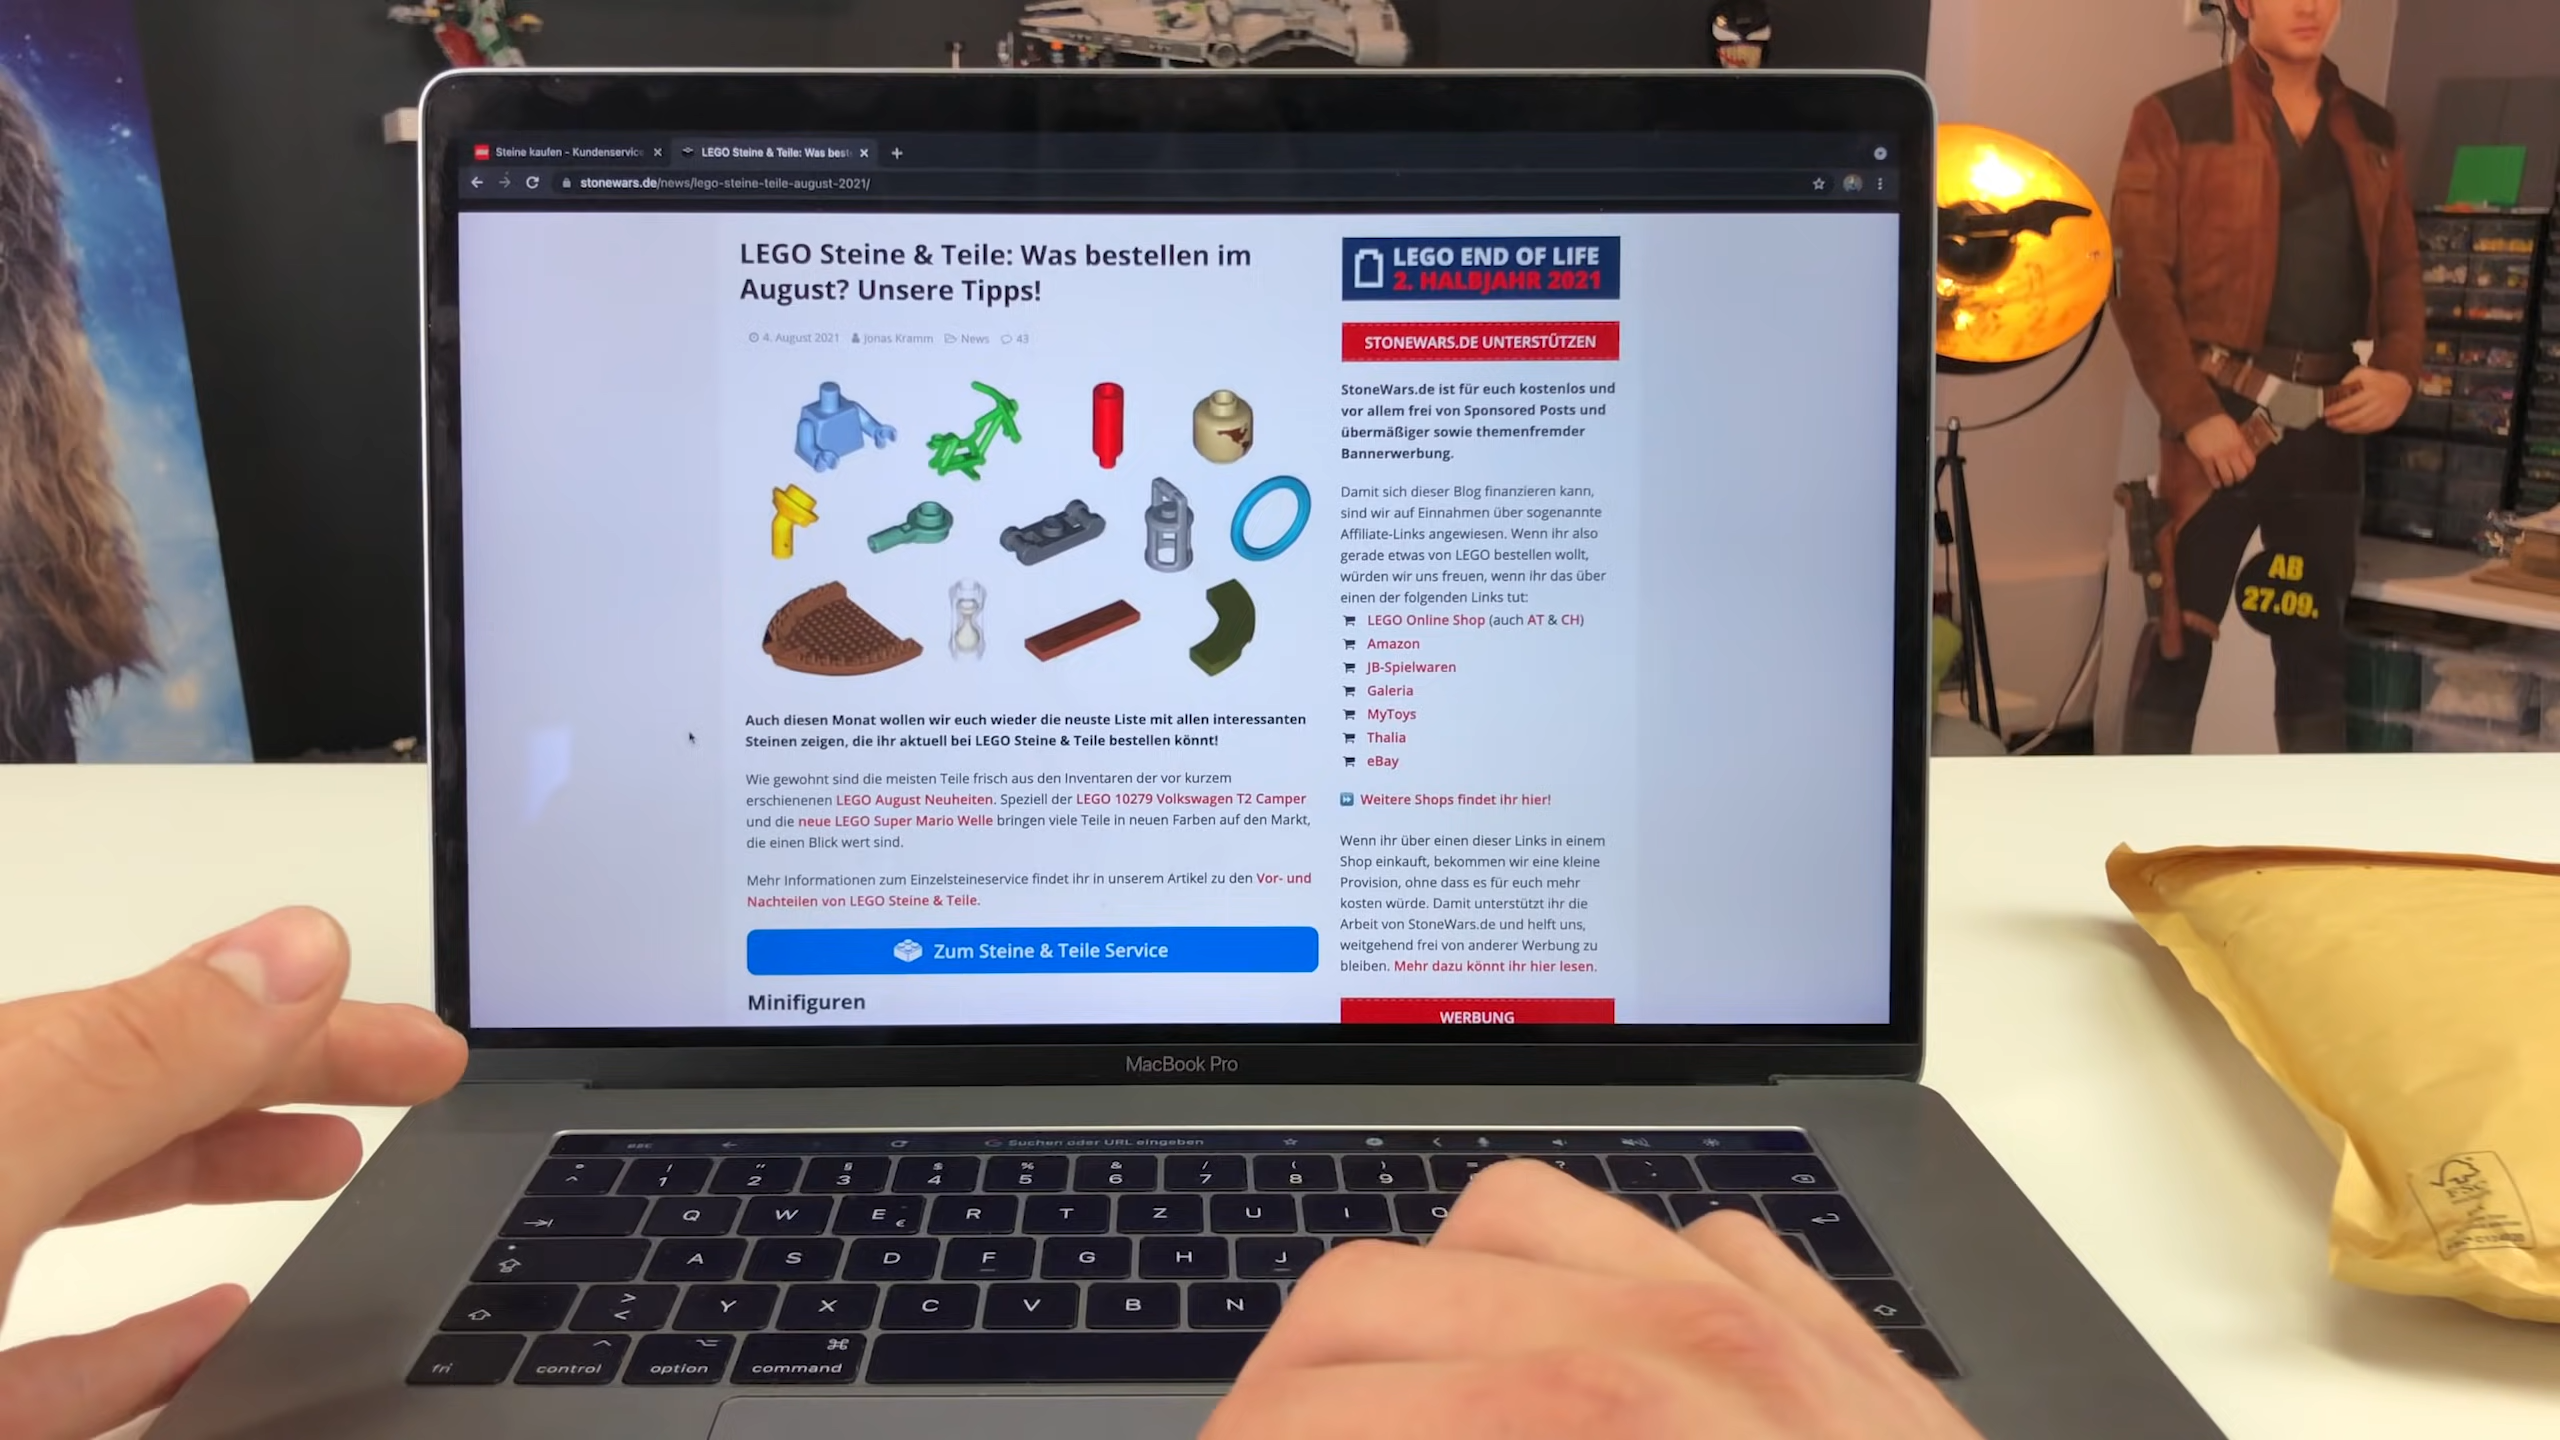 Steine kaufen - Kundenservice
LEGO Steine & Teile: Was best
stonewars.de/news/lego-steine-teile-august-2021/
LEGO Steine & Teile: Was bestellen im
August? Unsere Tipps!
4. August 2021 Jonas Kramm News 43
Auch diesen Monat wollen wir euch wieder die neuste Liste mit allen interessanten
Steinen zeigen, die ihr aktuell bei LEGO Steine & Teile bestellen könnt!
Wie gewohnt sind die meisten Teile frisch aus den Inventaren der vor kurzem
erschienenen LEGO August Neuheiten. Speziell der LEGO 10279 Volkswagen T2 Camper
und die neue LEGO Super Mario Welle bringen viele Teile in neuen Farben auf den Markt,
die einen Blick wert sind.
Mehr Informationen zum Einzelsteineservice findet ihr in unserem Artikel zu den Vor- und
Nachteilen von LEGO Steine & Teile.
Zum Steine & Teile Service
Minifiguren
LEGO END OF LIFE
2. HALBJAHR 2021
STONEWARS.DE UNTERSTÜTZEN
StoneWars.de ist für euch kostenlos und
vor allem frei von Sponsored Posts und
übermäßiger sowie themenfremder
Bannerwerbung.
Damit sich dieser Blog finanzieren kann,
sind wir auf Einnahmen über sogenannte
Affiliate-Links angewiesen. Wenn ihr also
gerade etwas von LEGO bestellen wollt,
würden wir uns freuen, wenn ihr das über
einen der folgenden Links tut:
LEGO Online Shop (auch AT & CH)
Amazon
JB-Spielwaren
Galeria
MyToys
Thalia
eBay
Weitere Shops findet ihr hier!
Wenn ihr über einen dieser Links in einem
Shop einkauft, bekommen wir eine kleine
Provision, ohne dass es für euch mehr
kosten würde. Damit unterstützt ihr die
Arbeit von StoneWars.de und helft uns,
weitgehend frei von anderer Werbung zu
bleiben. Mehr dazu könnt ihr hier lesen.
WERBUNG
AB
27.09.
MacBook Pro
esc Suchen oder URL eingeben
° ! " § $ % & / ( ) = ? `
^ 1 2 3 4 5 6 7 8 9
Q W E € R T Z U I O
A S D F G H J
> < Y X C V B N
fn control option command
FSC